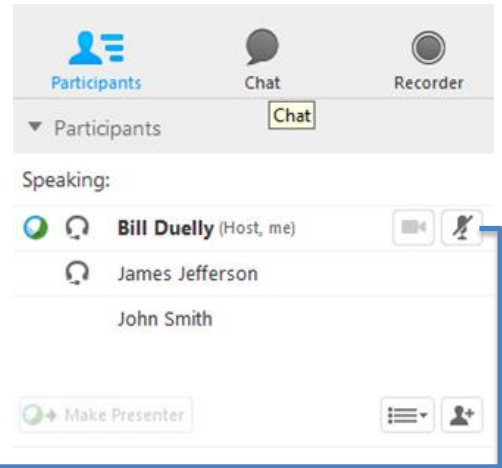 Participants Chat Recorder
Chat
Participants
Speaking:
Bill Duelly (Host, me)
James Jefferson
John Smith
Make Presenter